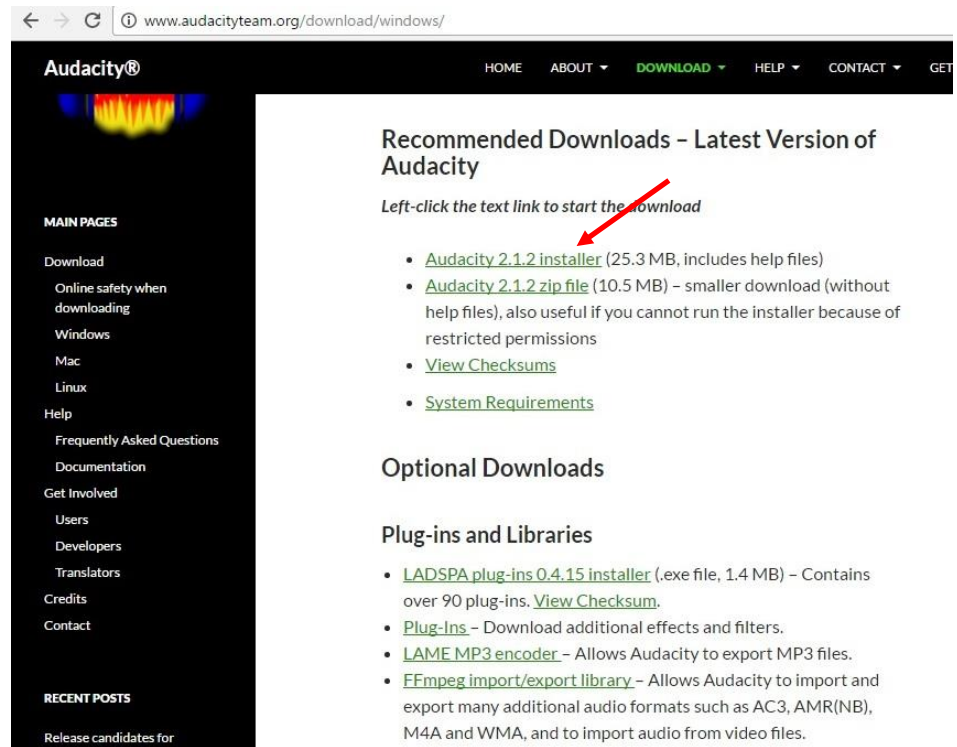 www.audacityteam.org/download/windows/
Audacity®
HOME ABOUT DOWNLOAD HELP CONTACT GET
MAIN PAGES
Download
Online safety when
downloading
Windows
Mac
Linux
Help
Frequently Asked Questions
Documentation
Get Involved
Users
Developers
Translators
Credits
Contact
RECENT POSTS
Release candidates for
Recommended Downloads – Latest Version of
Audacity
Left-click the text link to start the download
• Audacity 2.1.2 installer (25.3 MB, includes help files)
• Audacity 2.1.2 zip file (10.5 MB) – smaller download (without
help files), also useful if you cannot run the installer because of
restricted permissions
• View Checksums
• System Requirements
Optional Downloads
Plug-ins and Libraries
• LADSPA plug-ins 0.4.15 installer (.exe file, 1.4 MB) – Contains
over 90 plug-ins. View Checksum.
• Plug-Ins – Download additional effects and filters.
• LAME MP3 encoder – Allows Audacity to export MP3 files.
• FFmpeg import/export library – Allows Audacity to import and
export many additional audio formats such as AC3, AMR(NB),
M4A and WMA, and to import audio from video files.